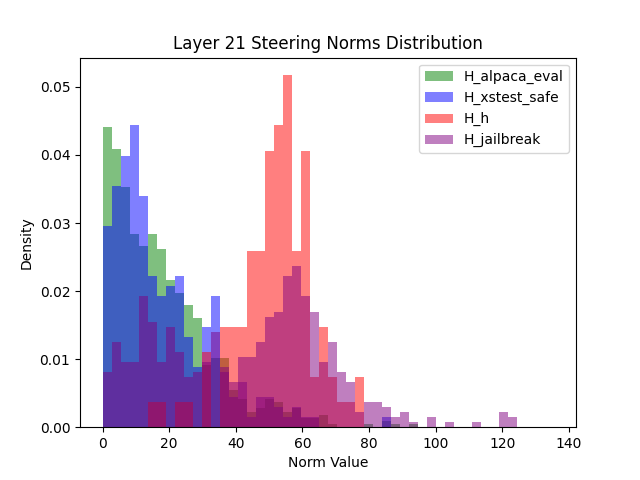 Layer 21 Steering Norms Distribution
H_alpaca_eval
H_xstest_safe
H_h
H_jailbreak
Density
0.05
0.04
0.03
0.02
0.01
0.00
0
20
40
60
80
100
120
140
Norm Value